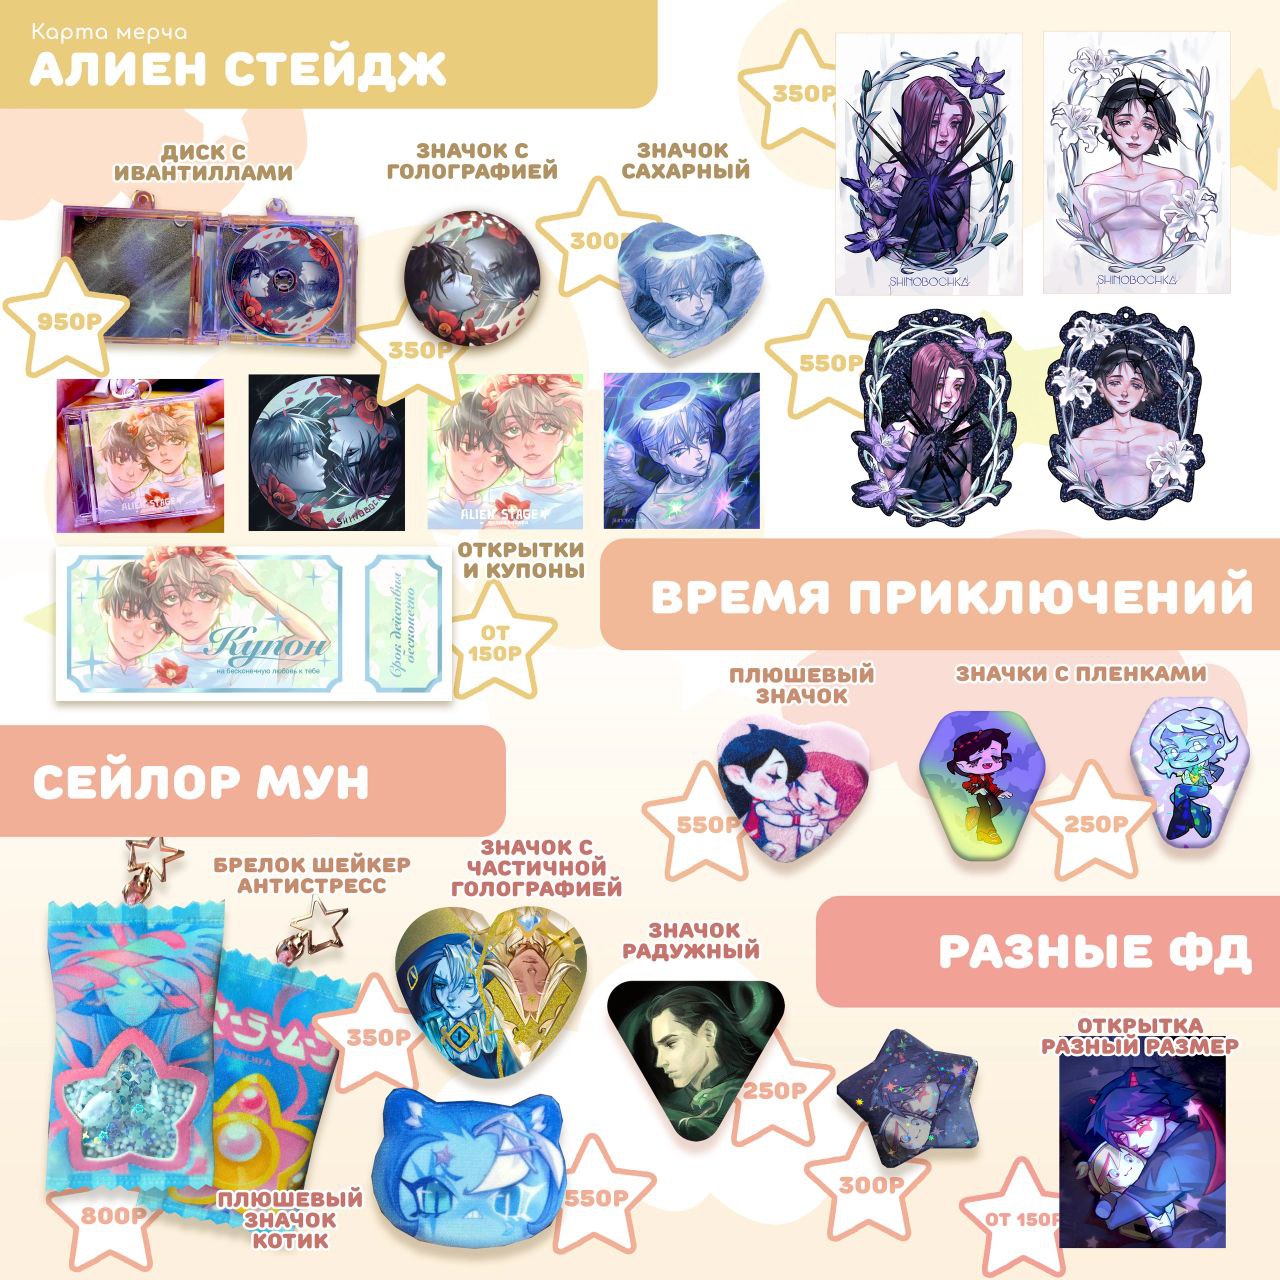 Карта мерча
АЛИЕН СТЕЙДЖ
ДИСК С
ИВАНТИЛЛАМИ
ЗНАЧОК С
ГОЛОГРАФИЕЙ
ЗНАЧОК
САХАРНЫЙ
950Р
350Р
300Р
350Р
SHINOBOCHKA
SHINOBOCHKA
550Р
ALIEN STAGE
SHINOBOC
ALIEN STAGE
SHINOBOCHKA
ОТКРЫТКИ
И КУПОНЫ
ОТ
150Р
Купон
на бесконечную любовь к тебе
Срок действия
бесконечно
ВРЕМЯ ПРИКЛЮЧЕНИЙ
ПЛЮШЕВЫЙ
ЗНАЧОК
ЗНАЧКИ С ПЛЕНКАМИ
550Р
250Р
СЕЙЛОР МУН
БРЕЛОК ШЕЙКЕР
АНТИСТРЕСС
ЗНАЧОК С
ЧАСТИЧНОЙ
ГОЛОГРАФИЕЙ
350Р
800Р
ПЛЮШЕВЫЙ
ЗНАЧОК
КОТИК
550Р
ЗНАЧОК
РАДУЖНЫЙ
250Р
РАЗНЫЕ ФД
ОТКРЫТКА
РАЗНЫЙ РАЗМЕР
300Р
ОТ 150Р